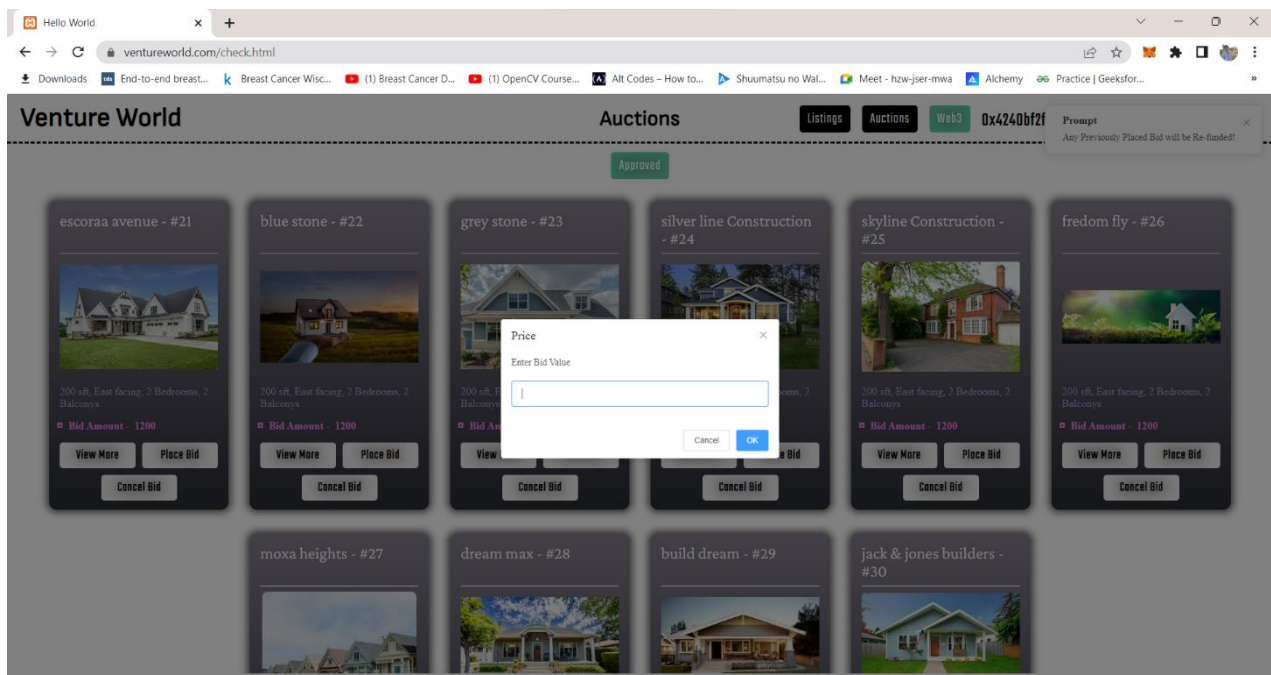 Hello World
ventureworld.com/check.html
Downloads
End-to-end breast...
Breast Cancer Wisc...
(1) Breast Cancer D...
(1) OpenCV Course...
Alt Codes – How to...
Shuumatsu no Wal...
Meet - hzw-jser-mwa
Alchemy
Practice | Geeksfor...
Venture World
Auctions
Listings
Auctions
Web3
0x4240bf2f
Prompt
Any Previously Placed Bid will be Re-funded!
Approved
escoraa avenue - #21
200 sft, East facing, 2 Bedrooms, 2
Balconys
Bid Amount - 1200
View More
Place Bid
Cancel Bid
blue stone - #22
200 sft, East facing, 2 Bedrooms, 2
Balconys
Bid Amount - 1200
View More
Place Bid
Cancel Bid
grey stone - #23
200 sft,
Balconys
Bid
View
Cancel Bid
silver line Construction
- #24
2
Bid
Cancel Bid
skyline Construction -
#25
200 sft, East facing, 2 Bedrooms, 2
Balconys
Bid Amount - 1200
View More
Place Bid
Cancel Bid
fredom fly - #26
200 sft, East facing, 2 Bedrooms, 2
Balconys
Bid Amount - 1200
View More
Place Bid
Cancel Bid
Price
Enter Bid Value
Cancel
OK
moxa heights - #27
dream max - #28
build dream - #29
jack & jones builders -
#30